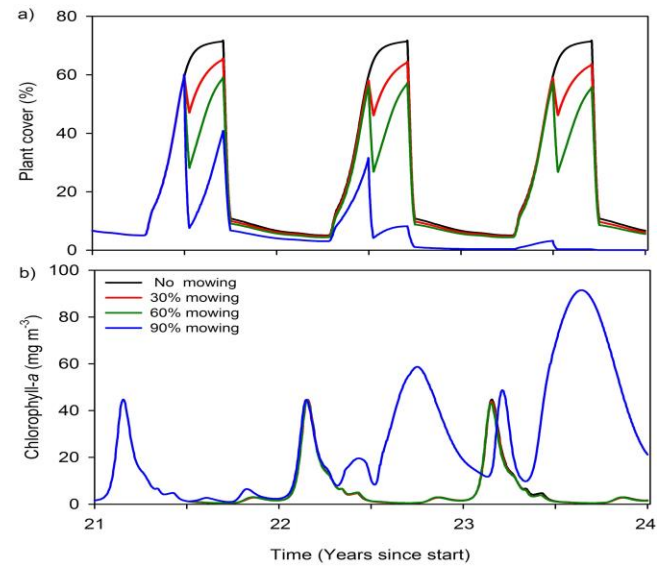 a)
80
60
40
20
0
Plant cover (%)
b)
100
80
60
40
20
0
Chlorophyll-a (mg m-3)
No mowing
30% mowing
60% mowing
90% mowing
21 22 23 24
Time (Years since start)